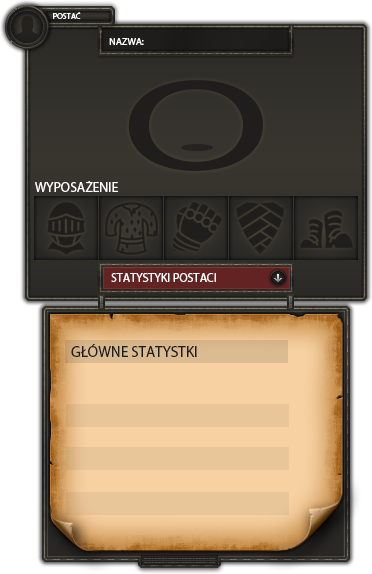 POSTAĆ
NAZWA:
WYPOSAŻENIE
STATYSTYKI POSTACI
GŁÓWNE STATYSTKI